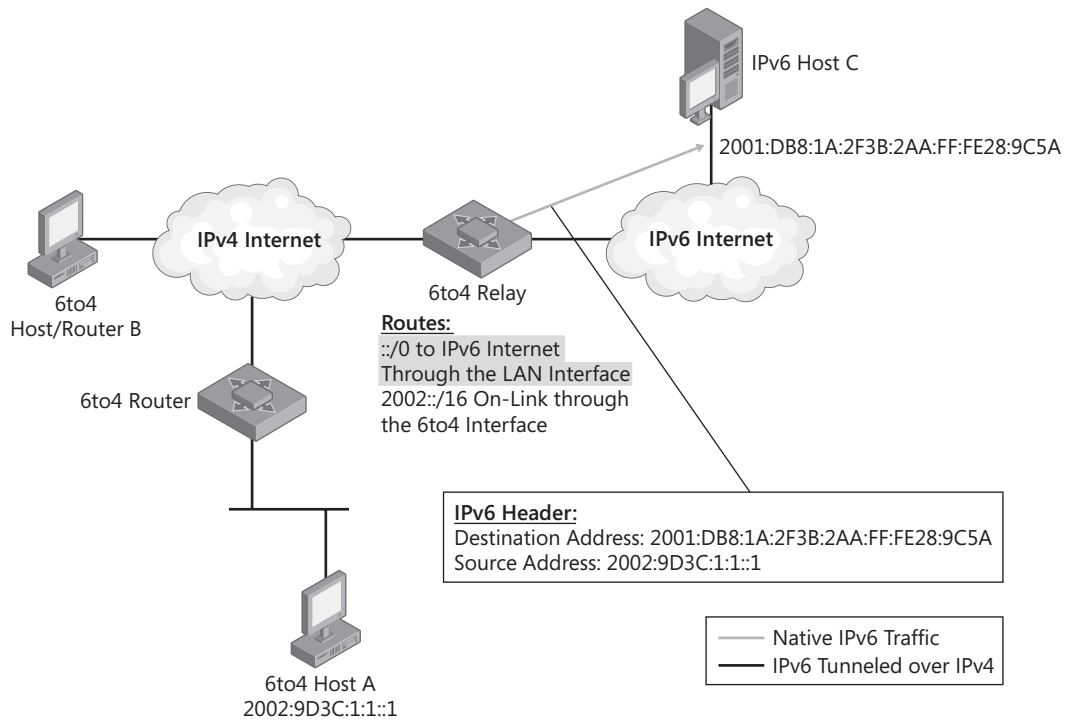 IPv6 Host C
2001:DB8:1A:2F3B:2AA:FF:FE28:9C5A
IPv4 Internet
IPv6 Internet
6to4
Host/Router B
6to4 Relay
Routes:
::/0 to IPv6 Internet
Through the LAN Interface
2002::/16 On-Link through
the 6to4 Interface
6to4 Router
IPv6 Header:
Destination Address: 2001:DB8:1A:2F3B:2AA:FF:FE28:9C5A
Source Address: 2002:9D3C:1:1::1
Native IPv6 Traffic
IPv6 Tunneled over IPv4
6to4 Host A
2002:9D3C:1:1::1